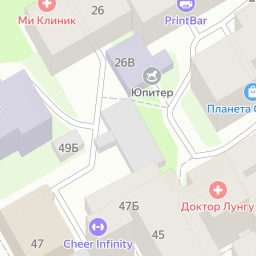 Ми Клиник
26
PrintBar
26В
Юпитер
Планета
49Б
Доктор Лунгу
47Б
47
Cheer Infinity
45